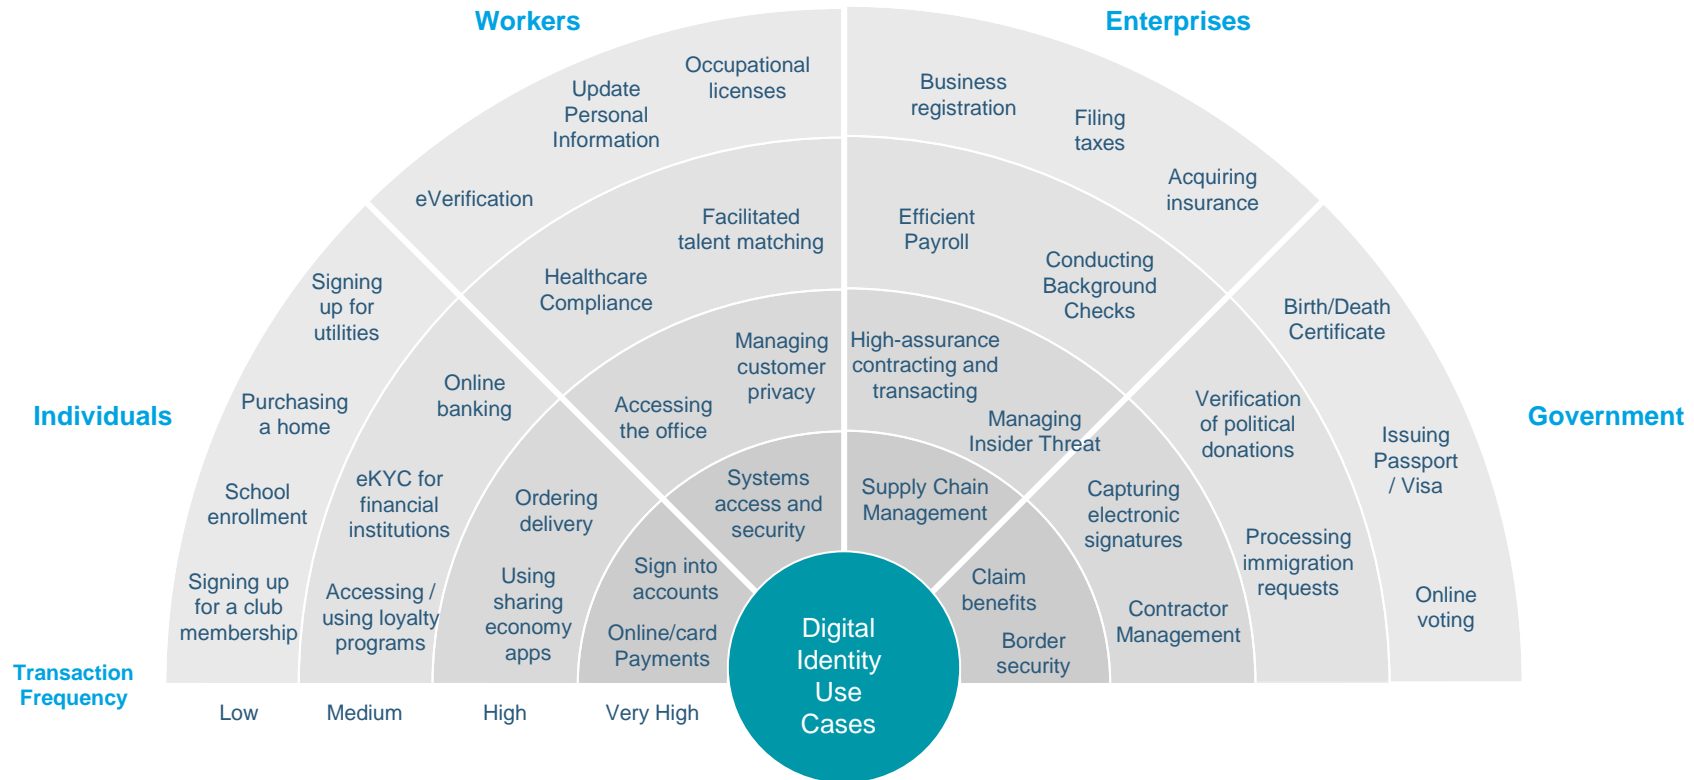 Workers
Enterprises
Individuals
Government
Occupational
licenses
Update
Personal
Information
eVerification
Facilitated
talent matching
Healthcare
Compliance
Managing
customer
privacy
Accessing
the office
Systems
access and
security
Business
registration
Filing
taxes
Acquiring
insurance
Efficient
Payroll
Conducting
Background
Checks
High-assurance
contracting and
transacting
Managing
Insider Threat
Supply Chain
Management
Signing
up for
utilities
Purchasing
a home
School
enrollment
Signing up
for a club
membership
Online
banking
eKYC for
financial
institutions
Accessing /
using loyalty
programs
Ordering
delivery
Using
sharing
economy
apps
Sign into
accounts
Online/card
Payments
Birth/Death
Certificate
Issuing
Passport
/ Visa
Online
voting
Verification
of political
donations
Processing
immigration
requests
Capturing
electronic
signatures
Contractor
Management
Claim
benefits
Border
security
Digital
Identity
Use
Cases
Transaction
Frequency
Low
Medium
High
Very High